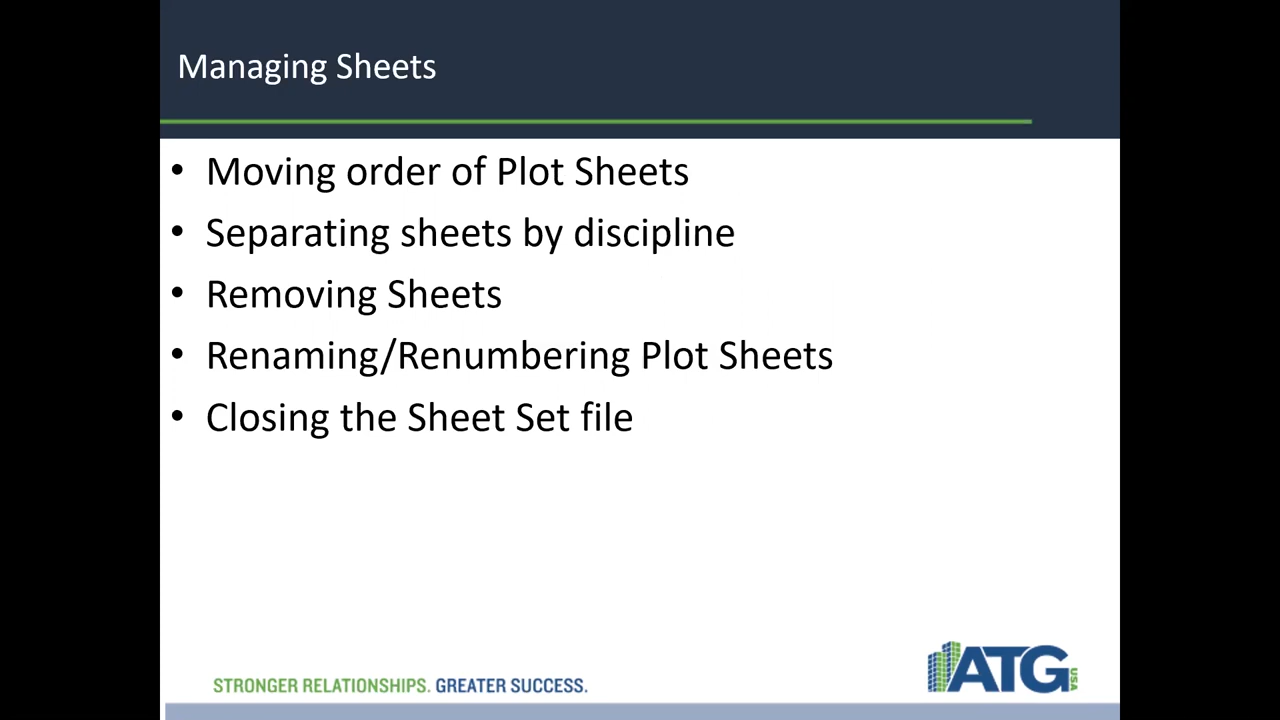 Managing Sheets
• Moving order of Plot Sheets
• Separating sheets by discipline
• Removing Sheets
• Renaming/Renumbering Plot Sheets
• Closing the Sheet Set file
STRONGER RELATIONSHIPS. GREATER SUCCESS.
ATG USA